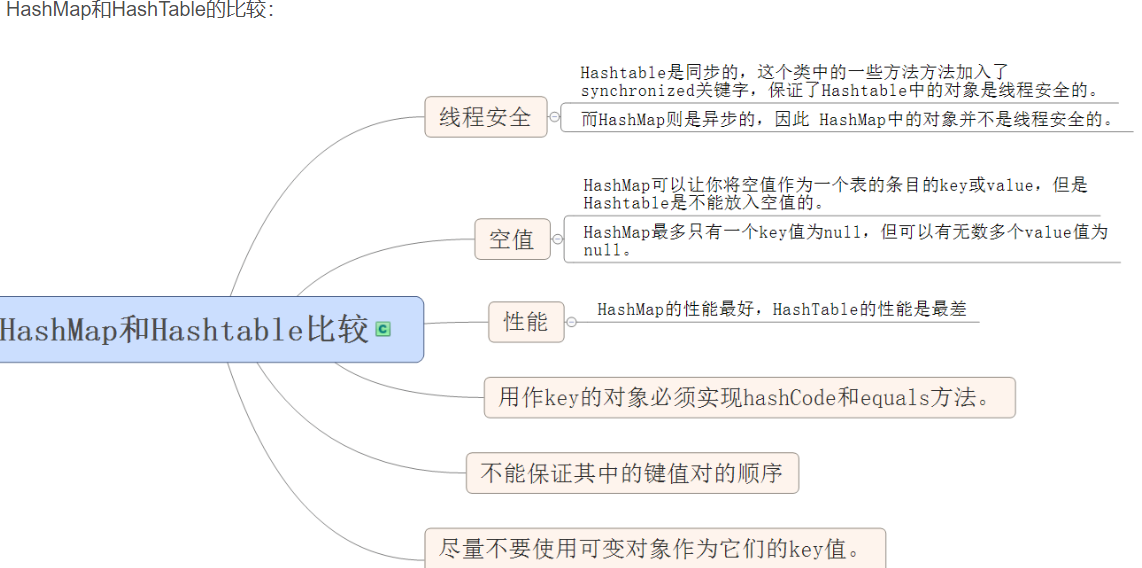 HashMap和HashTable的比较：
Hashtable是同步的，这个类中的一些方法方法加入了
synchronized关键字，保证了Hashtable中的对象是线程安全的。
线程安全
而HashMap则是异步的，因此 HashMap中的对象并不是线程安全的。
HashMap可以让你将空值作为一个表的条目的key或value，但是
Hashtable是不能放入空值的。
空值
HashMap最多只有一个key值为null，但可以有无数多个value值为
null。
HashMap和Hashtable比较
性能
HashMap的性能最好，HashTable的性能是最差
用作key的对象必须实现hashCode和equals方法。
不能保证其中的键值对的顺序
尽量不要使用可变对象作为它们的key值。